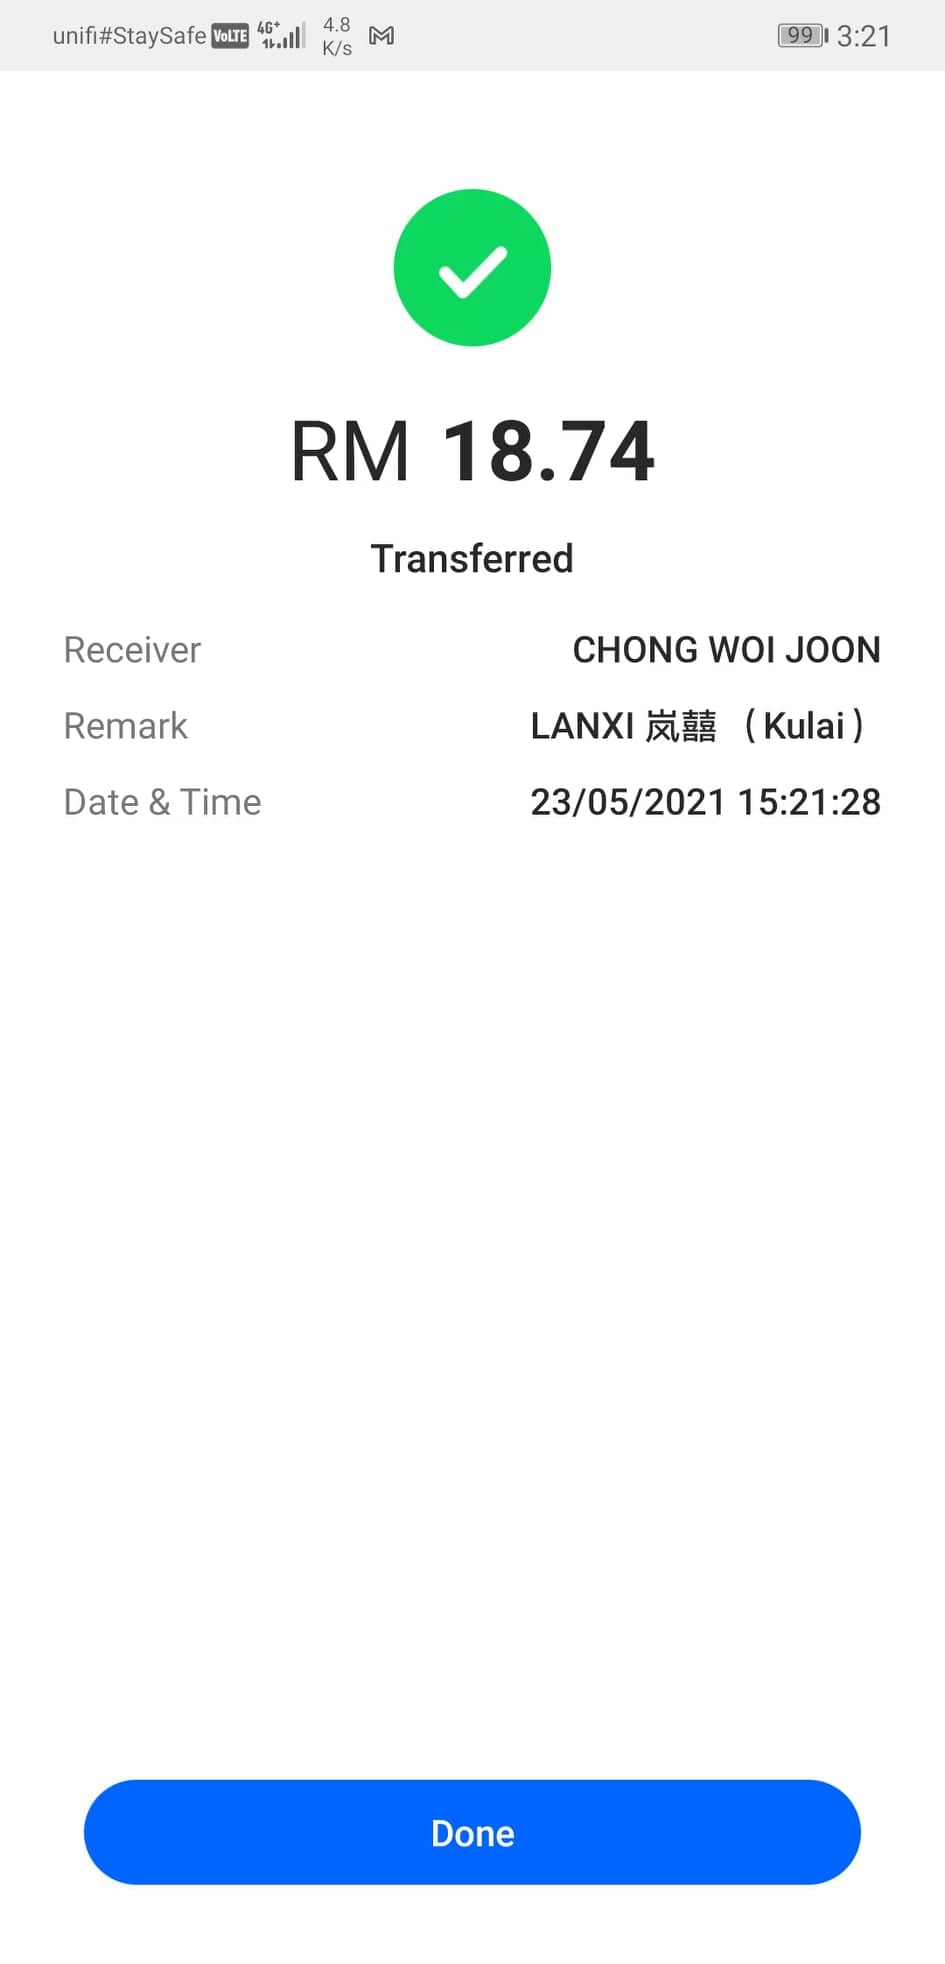 unifi#StaySafe VoLTE 4G+ 4.8 K/s 99 3:21
RM 18.74
Transferred
Receiver CHONG WOI JOON
Remark LANXI 岚囍 （Kulai）
Date & Time 23/05/2021 15:21:28
Done